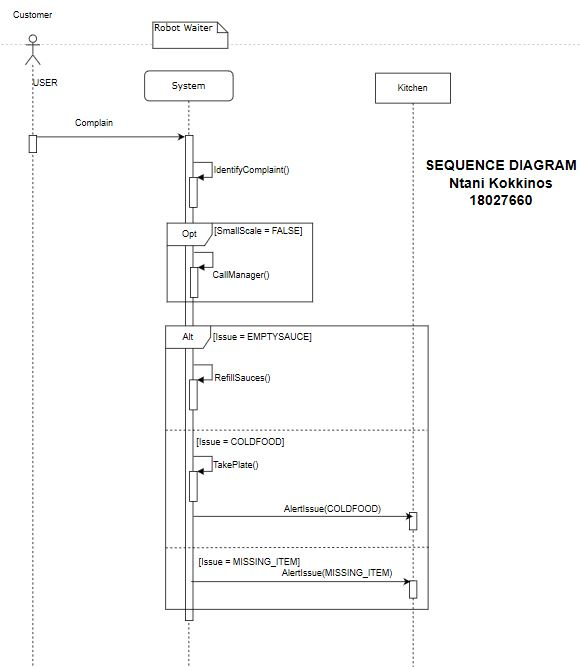 Customer
Robot Waiter
USER
System
Kitchen
Complain
IdentifyComplaint()
SEQUENCE DIAGRAM
Ntani Kokkinos
18027660
Opt
[SmallScale = FALSE]
CallManager()
Alt
[Issue = EMPTYSAUCE]
RefillSauces()
[Issue = COLDFOOD]
TakePlate()
AlertIssue(COLDFOOD)
[Issue = MISSING_ITEM]
AlertIssue(MISSING_ITEM)